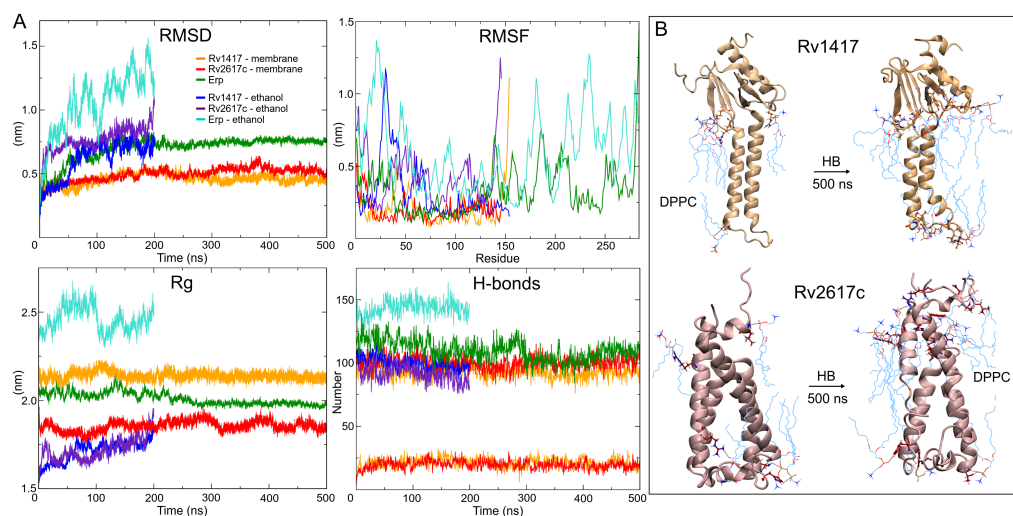 A
RMSD
1.5
1.0
(nm)
0.5
0 100 200 300 400 500
Time (ns)
Rv1417 - membrane
Rv2617c - membrane
Erp
Rv1417 - ethanol
Rv2617c - ethanol
Erp - ethanol
RMSF
1.5
1.0
(nm)
0.5
0 50 100 150 200 250
Residue
Rg
2.5
(nm)
2.0
1.5
0 100 200 300 400 500
Time (ns)
H-bonds
150
100
Number
50
0 100 200 300 400 500
Time (ns)
B
Rv1417
HB
500 ns
DPPC
Rv2617c
HB
500 ns
DPPC